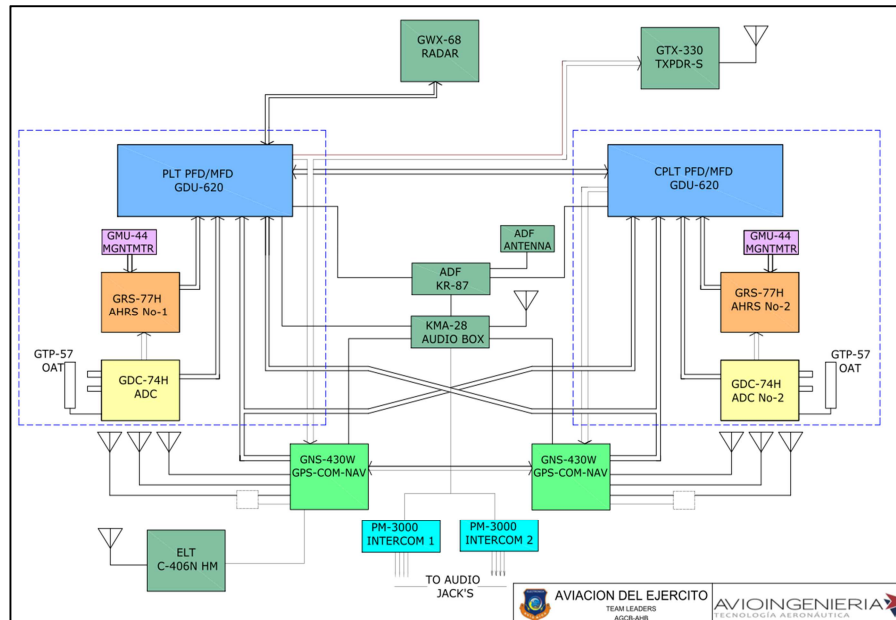 GWX-68
RADAR
GTX-330
TXPDR-S
PLT PFD/MFD
GDU-620
CPLT PFD/MFD
GDU-620
GMU-44
MGNTMTR
ADF
ANTENNA
GMU-44
MGNTMTR
ADF
KR-87
GRS-77H
AHRS No-1
GRS-77H
AHRS No-2
KMA-28
AUDIO BOX
GTP-57
OAT
GDC-74H
ADC
GDC-74H
ADC No-2
GTP-57
OAT
GNS-430W
GPS-COM-NAV
GNS-430W
GPS-COM-NAV
PM-3000
INTERCOM 1
PM-3000
INTERCOM 2
ELT
C-406N HM
TO AUDIO
JACK'S
AVIACION DEL EJERCITO
TEAM LEADERS
AGCB-AHB
AVIOINGENIERIA
TECNOLOGÍA AERONÁUTICA